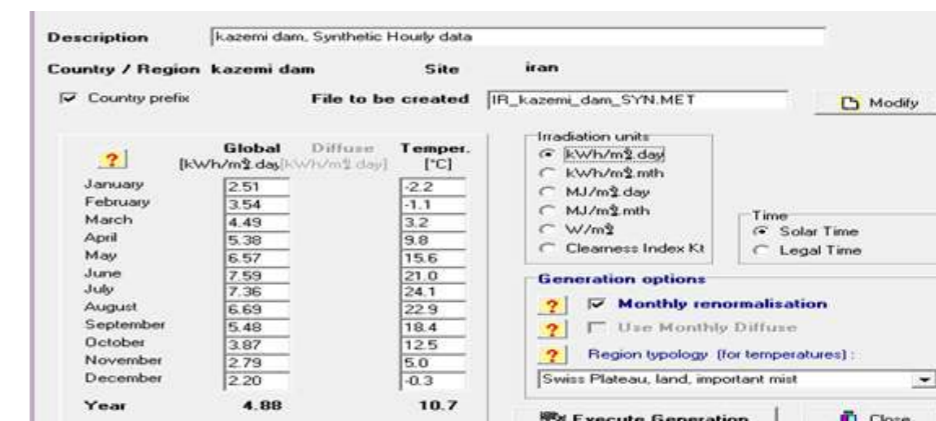 Description kazemi dam, Synthetic Hourly data
Country / Region kazemi dam Site iran
Country prefix File to be created IR_kazemi_dam_SYN.MET Modify
Global Diffuse Temper.
? [kWh/m².day] [kWh/m².day] [°C]
January 2.51 -2.2
February 3.54 -1.1
March 4.49 3.2
April 5.38 9.8
May 6.57 15.6
June 7.59 21.0
July 7.36 24.1
August 6.69 22.9
September 5.48 18.4
October 3.87 12.5
November 2.79 5.0
December 2.20 -0.3
Year 4.88 10.7
Irradiation units
kWh/m².day
kWh/m².mth
MJ/m².day
MJ/m².mth
W/m²
Clearness Index Kt
Time
Solar Time
Legal Time
Generation options
? Monthly renormalisation
? Use Monthly Diffuse
? Region typology (for temperatures) :
Swiss Plateau, land, important mist
Execute Generation Close